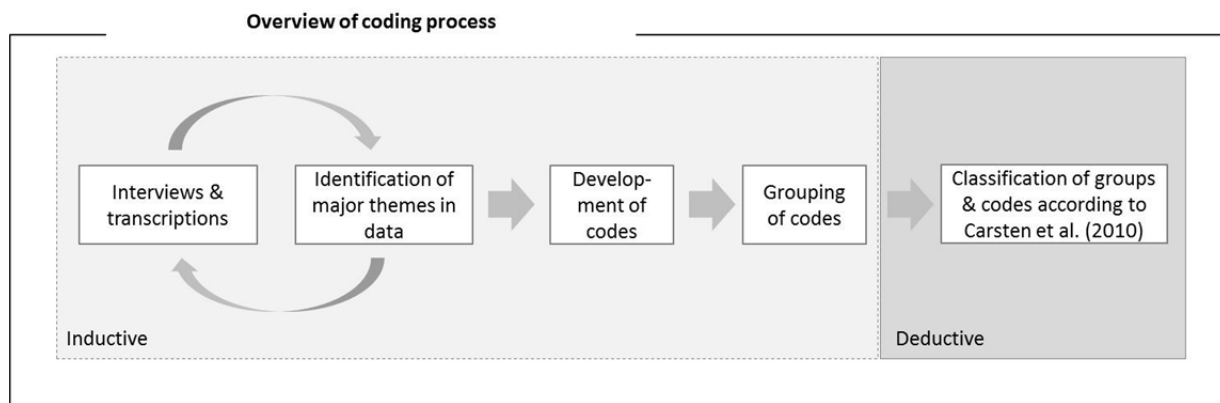 Overview of coding process
Interviews &
transcriptions
Identification of
major themes in
data
Develop-
ment of
codes
Grouping
of codes
Classification of groups
& codes according to
Carsten et al. (2010)
Inductive
Deductive